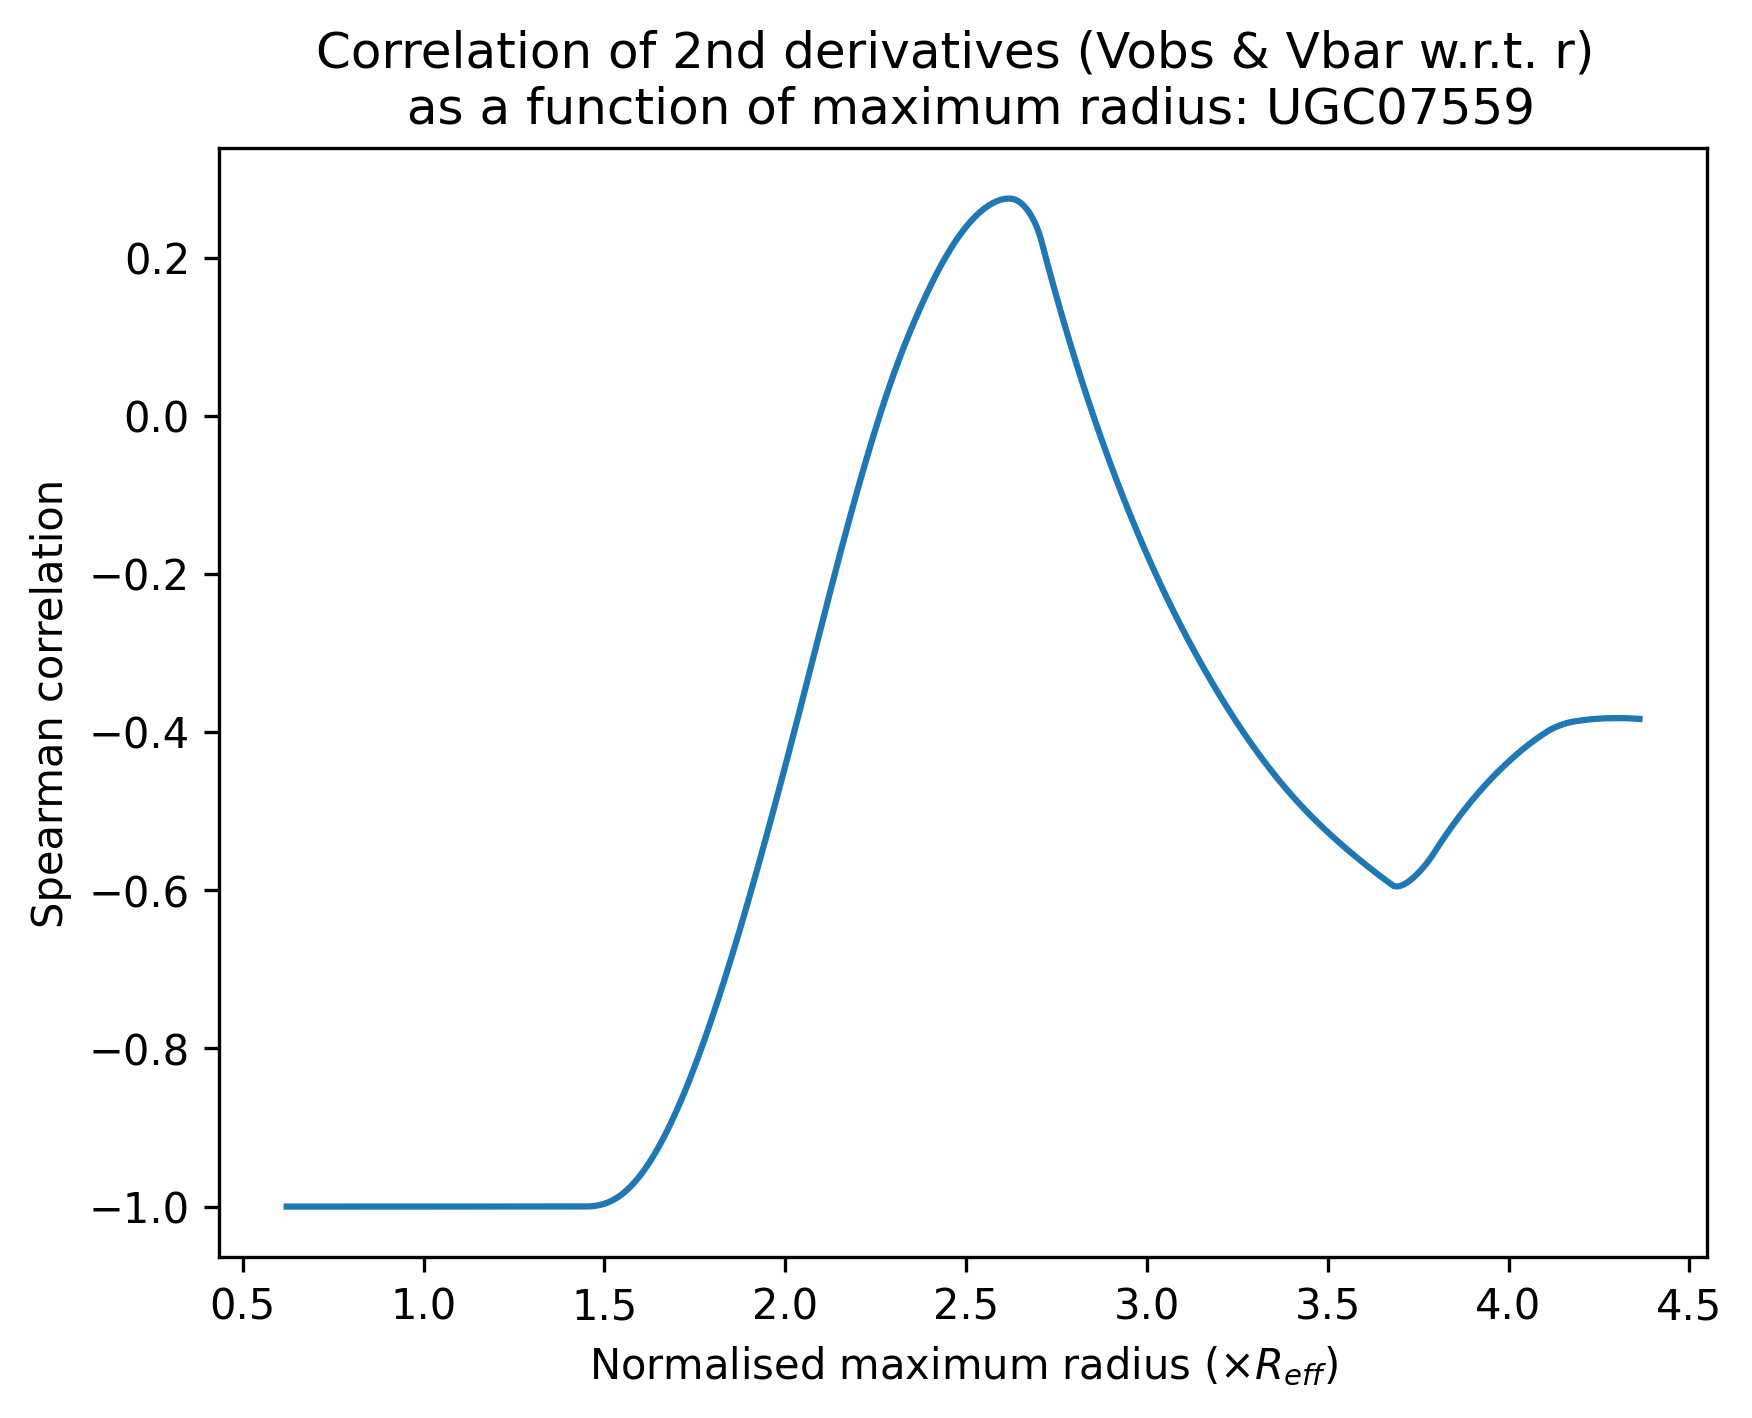 Correlation of 2nd derivatives (Vobs & Vbar w.r.t. r)
as a function of maximum radius: UGC07559
Spearman correlation
0.2
0.0
−0.2
−0.4
−0.6
−0.8
−1.0
0.5 1.0 1.5 2.0 2.5 3.0 3.5 4.0 4.5
Normalised maximum radius (×R_eff)